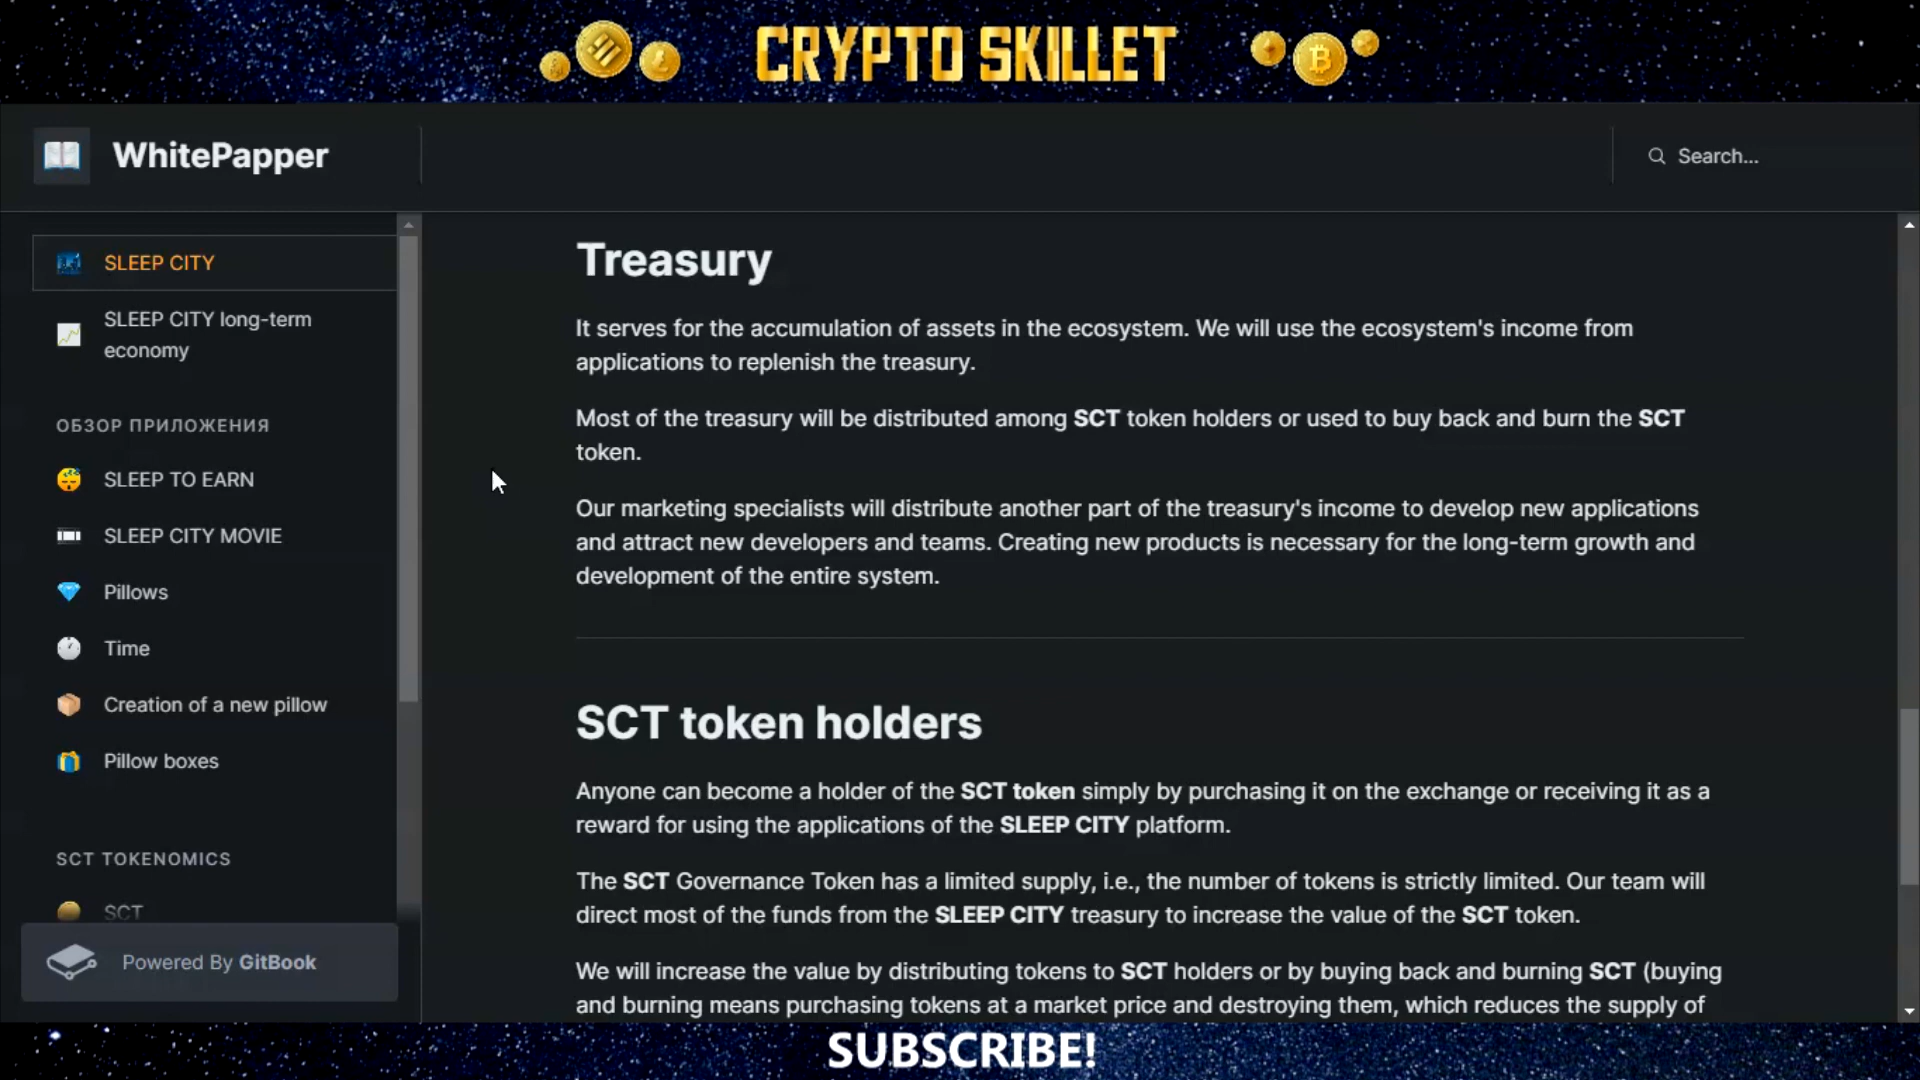 CRYPTO SKILLET
WhitePapper
Search...
SLEEP CITY
SLEEP CITY long-term
economy
ОБЗОР ПРИЛОЖЕНИЯ
SLEEP TO EARN
SLEEP CITY MOVIE
Pillows
Time
Creation of a new pillow
Pillow boxes
SCT TOKENOMICS
SCT
Powered By GitBook
Treasury
It serves for the accumulation of assets in the ecosystem. We will use the ecosystem's income from
applications to replenish the treasury.
Most of the treasury will be distributed among SCT token holders or used to buy back and burn the SCT
token.
Our marketing specialists will distribute another part of the treasury's income to develop new applications
and attract new developers and teams. Creating new products is necessary for the long-term growth and
development of the entire system.
SCT token holders
Anyone can become a holder of the SCT token simply by purchasing it on the exchange or receiving it as a
reward for using the applications of the SLEEP CITY platform.
The SCT Governance Token has a limited supply, i.e., the number of tokens is strictly limited. Our team will
direct most of the funds from the SLEEP CITY treasury to increase the value of the SCT token.
We will increase the value by distributing tokens to SCT holders or by buying back and burning SCT (buying
and burning means purchasing tokens at a market price and destroying them, which reduces the supply of
SUBSCRIBE!